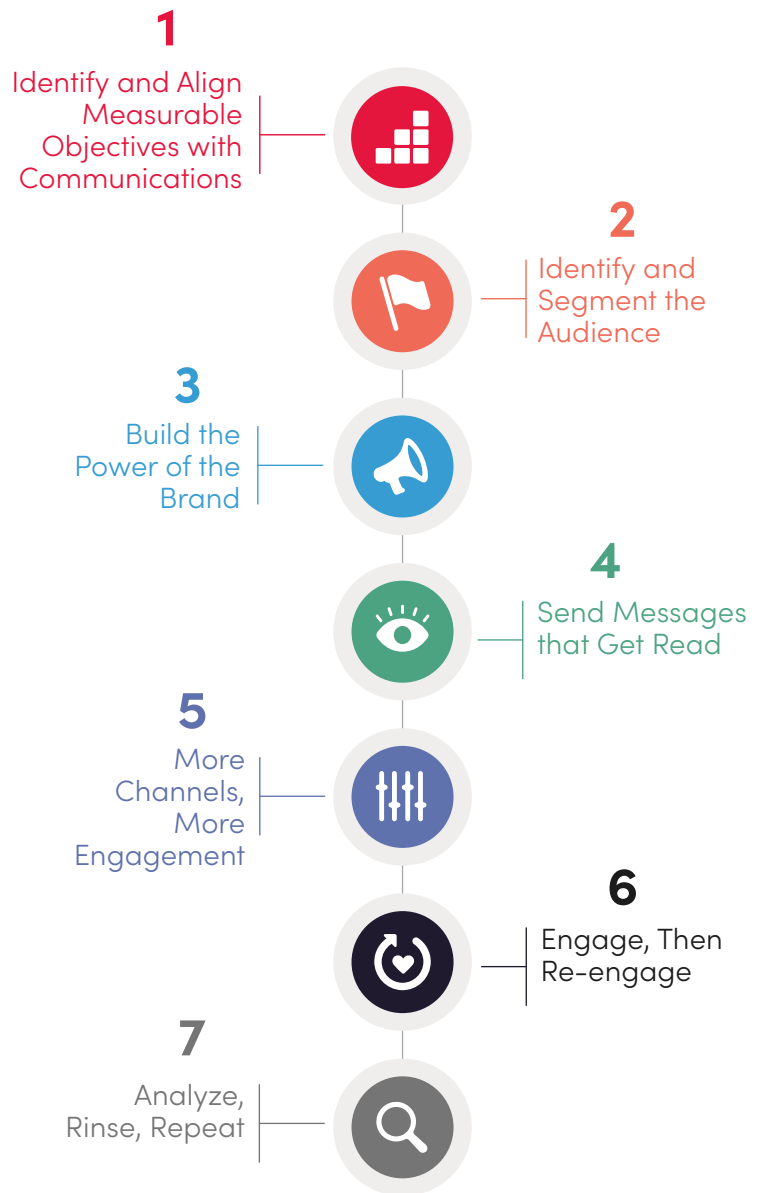 1
Identify and Align
Measurable
Objectives with
Communications
2
Identify and
Segment the
Audience
3
Build the
Power of the
Brand
4
Send Messages
that Get Read
5
More
Channels,
More
Engagement
6
Engage, Then
Re-engage
7
Analyze,
Rinse, Repeat